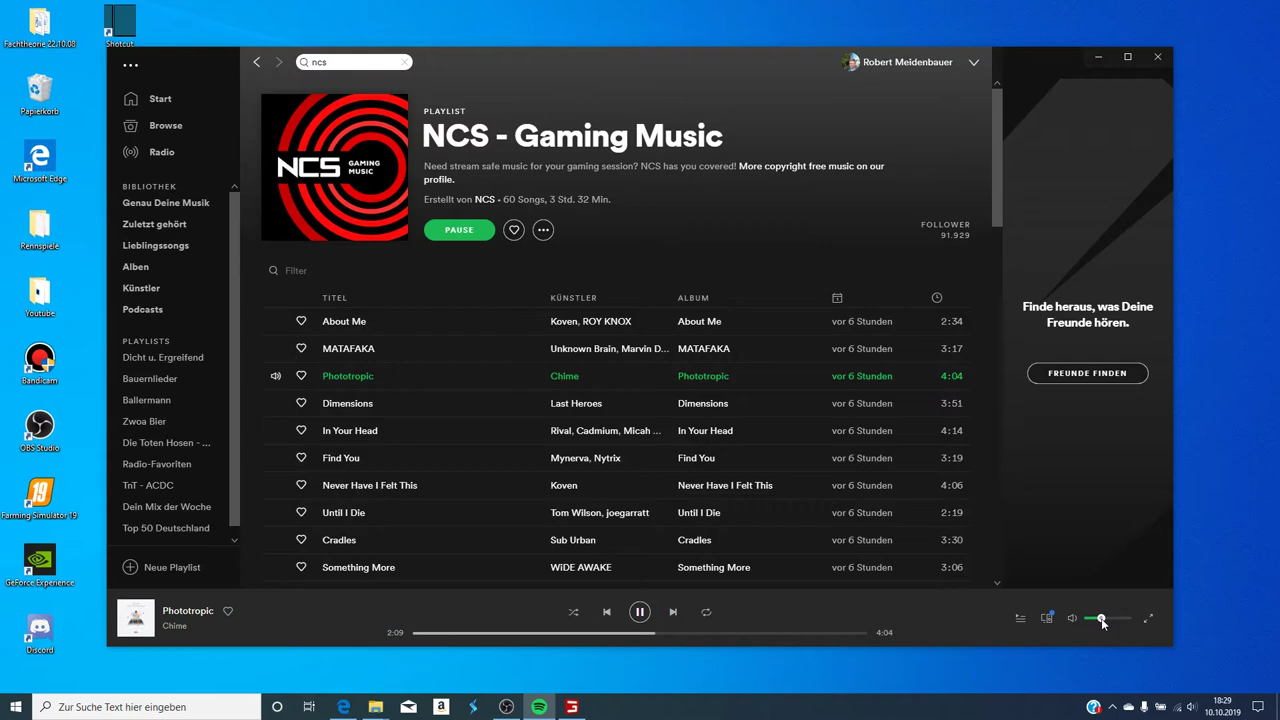 Fachtheorie 22.10.08
Shotcut
Papierkorb
Microsoft Edge
Rennspiele
Youtube
Bandicam
OBS Studio
Farming Simulator 19
GeForce Experience
Discord
Start
Browse
Radio
BIBLIOTHEK
Genau Deine Musik
Zuletzt gehört
Lieblingssongs
Alben
Künstler
Podcasts
PLAYLISTS
Dicht u. Ergreifend
Bauernlieder
Ballermann
Zwoa Bier
Die Toten Hosen - ...
Radio-Favoriten
TnT - ACDC
Dein Mix der Woche
Top 50 Deutschland
Neue Playlist
ncs
Robert Meidenbauer
NCS GAMING MUSIC
PLAYLIST
NCS - Gaming Music
Need stream safe music for your gaming session? NCS has you covered! More copyright free music on our
profile.
Erstellt von NCS • 60 Songs, 3 Std. 32 Min.
PAUSE
FOLLOWER
91.929
Filter
TITEL KÜNSTLER ALBUM
About Me Koven, ROY KNOX About Me vor 6 Stunden 2:34
MATAFAKA Unknown Brain, Marvin D... MATAFAKA vor 6 Stunden 3:17
Phototropic Chime Phototropic vor 6 Stunden 4:04
Dimensions Last Heroes Dimensions vor 6 Stunden 3:51
In Your Head Rival, Cadmium, Micah ... In Your Head vor 6 Stunden 4:14
Find You Mynerva, Nytrix Find You vor 6 Stunden 3:19
Never Have I Felt This Koven Never Have I Felt This vor 6 Stunden 4:06
Until I Die Tom Wilson, joegarratt Until I Die vor 6 Stunden 2:19
Cradles Sub Urban Cradles vor 6 Stunden 3:30
Something More WiDE AWAKE Something More vor 6 Stunden 3:06
Finde heraus, was Deine
Freunde hören.
FREUNDE FINDEN
Phototropic
Chime
2:09 4:04
Zur Suche Text hier eingeben
18:29
10.10.2019